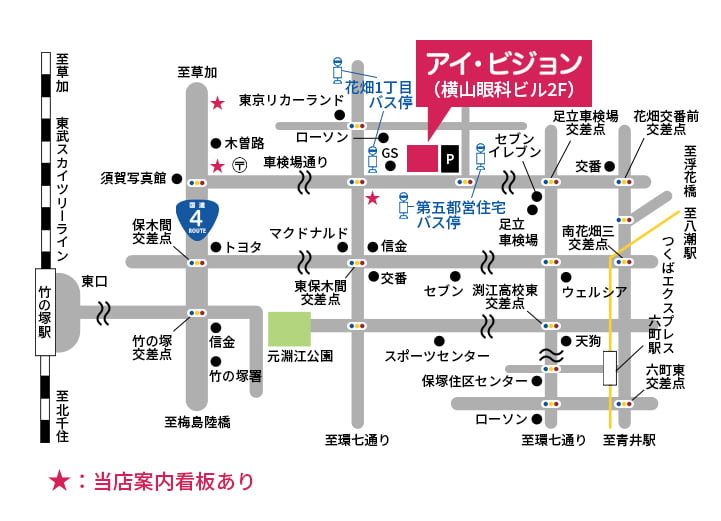 アイ・ビジョン
（横山眼科ビル2F）
至草加
東武スカイツリーライン
竹の塚駅
至北千住
至草加
東京リカーランド
花畑1丁目
バス停
ローソン
GS
P
セブン
イレブン
足立車検場
交差点
花畑交番前
交差点
木曽路
〒
車検場通り
須賀写真館
交番
至浮花橋
至八潮駅
国道
4
ROUTE
第五都営住宅
バス停
足立
車検場
保木間
交差点
トヨタ
マクドナルド
信金
南花畑三
交差点
つくばエクスプレス
東口
東保木間
交差点
交番
セブン
渕江高校東
交差点
ウェルシア
六町駅
竹の塚
交差点
信金
元淵江公園
スポーツセンター
天狗
竹の塚署
保塚住区センター
六町東
交差点
至梅島陸橋
ローソン
至環七通り
至環七通り
至青井駅
★：当店案内看板あり